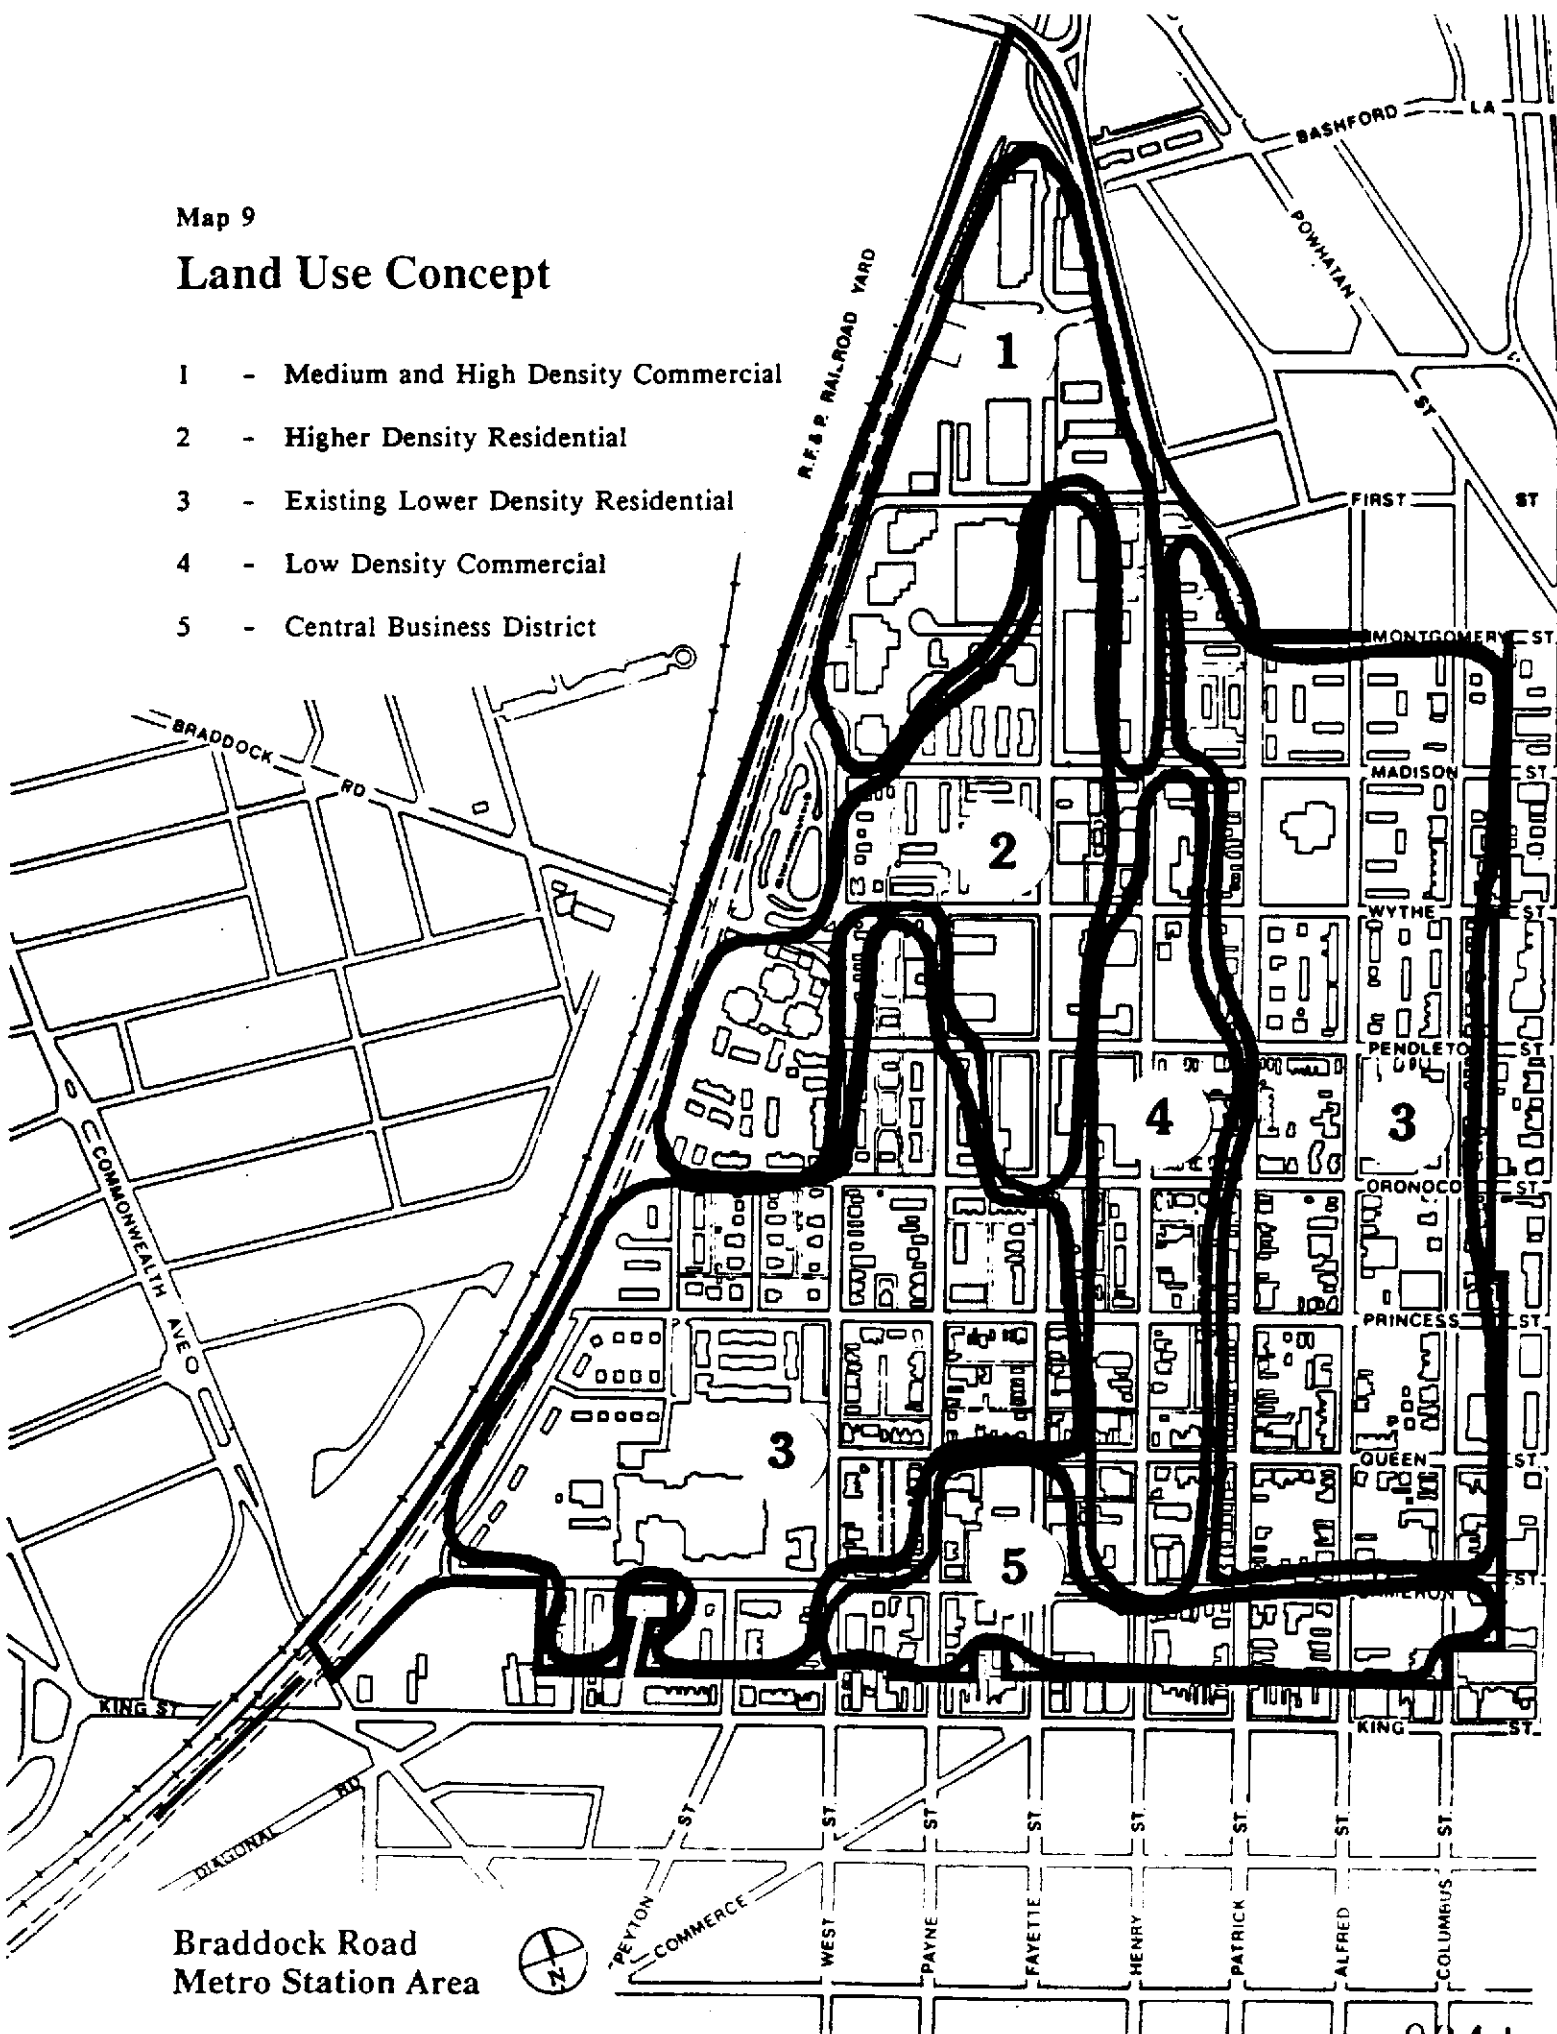 Map 9
Land Use Concept
1 - Medium and High Density Commercial
2 - Higher Density Residential
3 - Existing Lower Density Residential
4 - Low Density Commercial
5 - Central Business District
BASHFORD LA
POWHATAN ST
R.F.& P. RAILROAD YARD
1
FIRST ST
MONTGOMERY ST
BRADDOCK RD
MADISON ST
2
WYTHE ST
PENDLETO ST
4
3
COMMONWEALTH AVE
ORONOCO ST
PRINCESS ST
3
QUEEN ST
5
ST
KING ST
KING ST
DIAGONAL RD
PEYTON ST
COMMERCE
WEST ST
PAYNE ST
FAYETTE ST
HENRY ST
PATRICK ST
ALFRED ST
COLUMBUS ST
Braddock Road
Metro Station Area
N